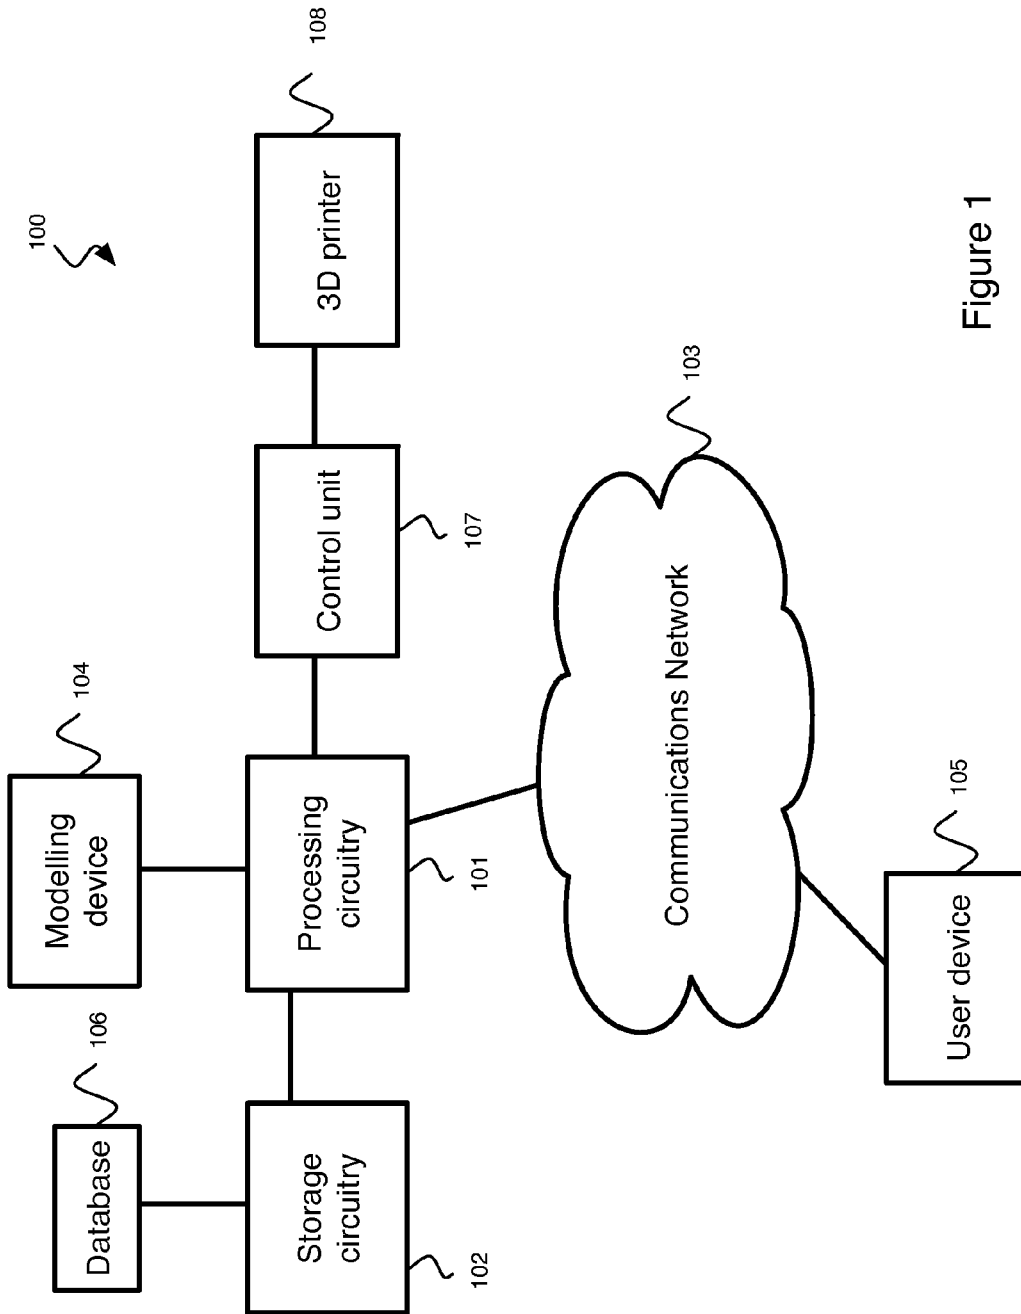 100
Database
106
Modelling
device
104
Storage
circuitry
102
Processing
circuitry
101
Control unit
107
3D printer
108
Communications Network
103
User device
105
Figure 1